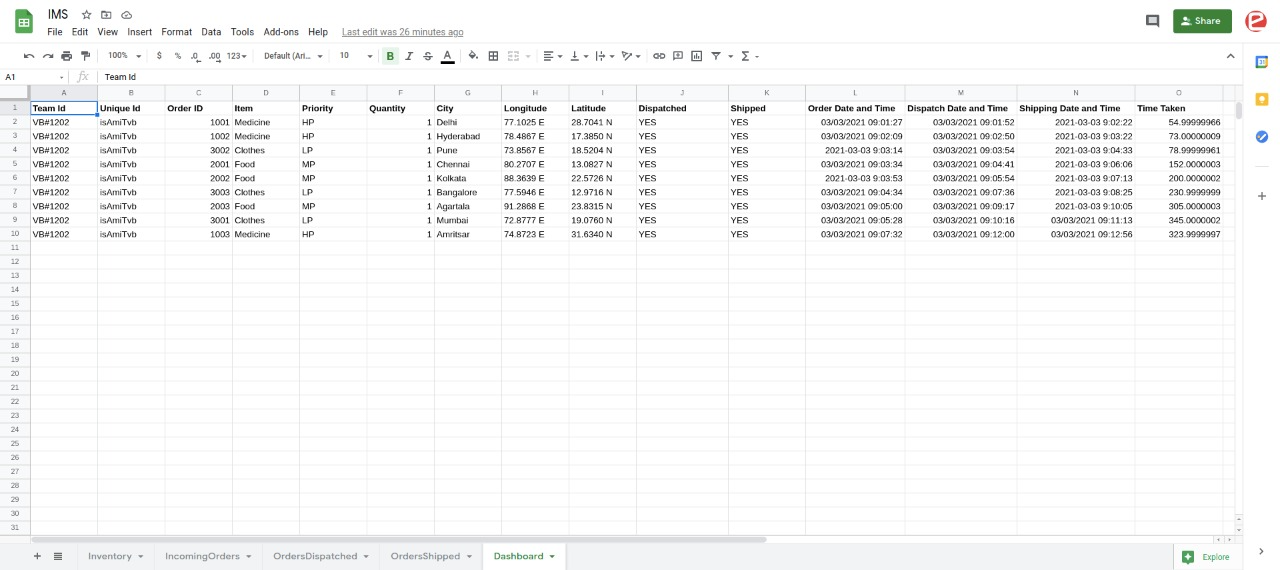 IMS
File Edit View Insert Format Data Tools Add-ons Help Last edit was 26 minutes ago
Share
100% $ % .0 .00 123 Default (Ari... 10 B I S A Σ
A1 fx Team Id
A B C D E F G H I J K L M N O
1 Team Id Unique Id Order ID Item Priority Quantity City Longitude Latitude Dispatched Shipped Order Date and Time Dispatch Date and Time Shipping Date and Time Time Taken
2 VB#1202 isAmiTvb 1001 Medicine HP 1 Delhi 77.1025 E 28.7041 N YES YES 03/03/2021 09:01:27 03/03/2021 09:01:52 2021-03-03 9:02:22 54.99999966
3 VB#1202 isAmiTvb 1002 Medicine HP 1 Hyderabad 78.4867 E 17.3850 N YES YES 03/03/2021 09:02:09 03/03/2021 09:02:50 2021-03-03 9:03:22 73.00000009
4 VB#1202 isAmiTvb 3002 Clothes LP 1 Pune 73.8567 E 18.5204 N YES YES 2021-03-03 9:03:14 03/03/2021 09:03:54 2021-03-03 9:04:33 78.99999961
5 VB#1202 isAmiTvb 2001 Food MP 1 Chennai 80.2707 E 13.0827 N YES YES 03/03/2021 09:03:34 03/03/2021 09:04:41 2021-03-03 9:06:06 152.0000003
6 VB#1202 isAmiTvb 2002 Food MP 1 Kolkata 88.3639 E 22.5726 N YES YES 2021-03-03 9:03:53 03/03/2021 09:05:54 2021-03-03 9:07:13 200.0000002
7 VB#1202 isAmiTvb 3003 Clothes LP 1 Bangalore 77.5946 E 12.9716 N YES YES 03/03/2021 09:04:34 03/03/2021 09:07:36 2021-03-03 9:08:25 230.9999999
8 VB#1202 isAmiTvb 2003 Food MP 1 Agartala 91.2868 E 23.8315 N YES YES 03/03/2021 09:05:00 03/03/2021 09:09:17 2021-03-03 9:10:05 305.0000003
9 VB#1202 isAmiTvb 3001 Clothes LP 1 Mumbai 72.8777 E 19.0760 N YES YES 03/03/2021 09:05:28 03/03/2021 09:10:16 03/03/2021 09:11:13 345.0000002
10 VB#1202 isAmiTvb 1003 Medicine HP 1 Amritsar 74.8723 E 31.6340 N YES YES 03/03/2021 09:07:32 03/03/2021 09:12:00 03/03/2021 09:12:56 323.9999997
11
12
13
14
15
16
17
18
19
20
21
22
23
24
25
26
27
28
29
30
31
Inventory IncomingOrders OrdersDispatched OrdersShipped Dashboard Explore